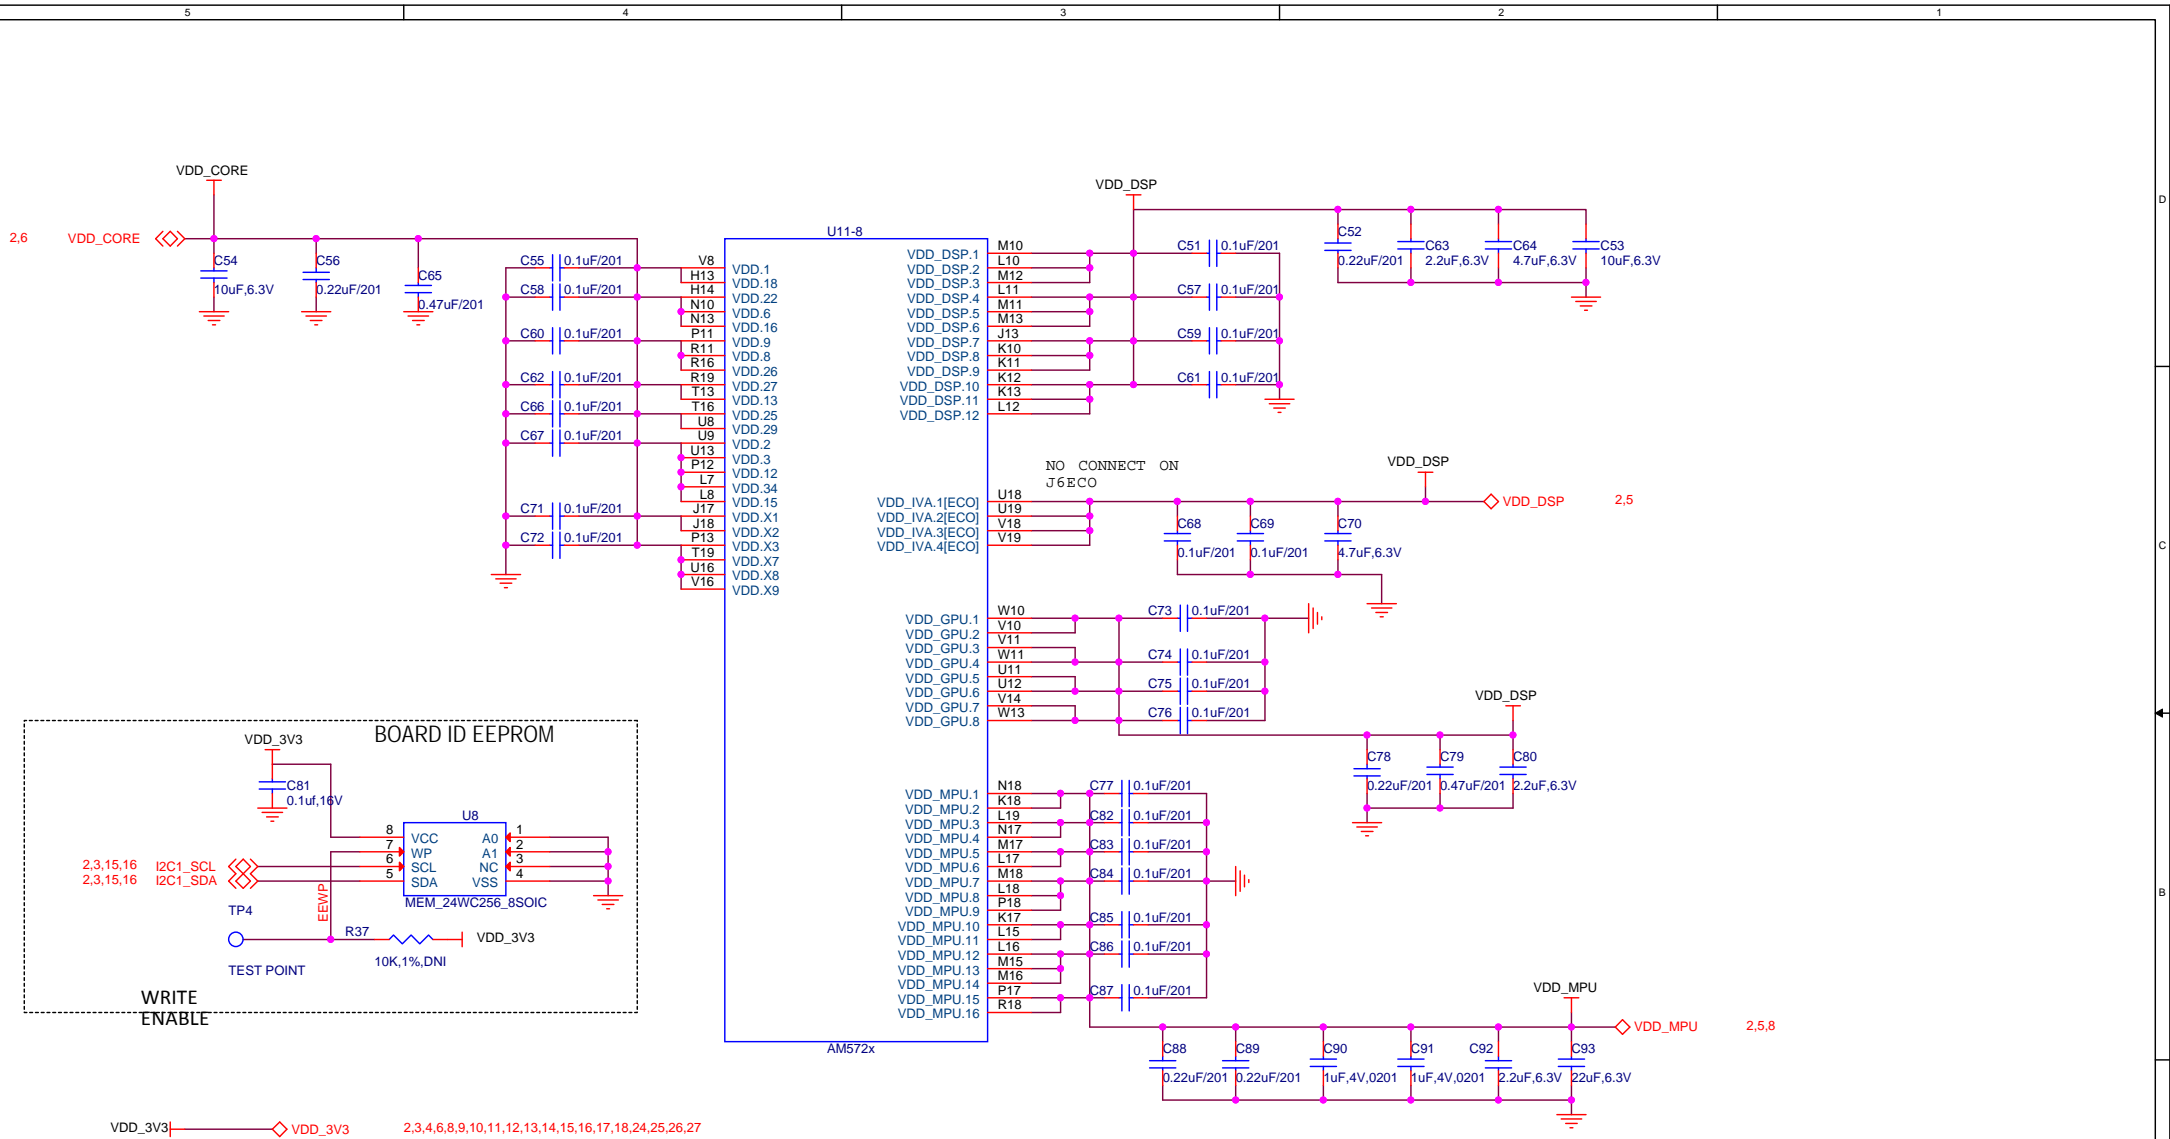 5 4 3 2 1
D
C
B
VDD_CORE
2,6 VDD_CORE
C54
10uF,6.3V
C56
0.22uF/201
C65
0.47uF/201
C55 0.1uF/201
C58 0.1uF/201
C60 0.1uF/201
C62 0.1uF/201
C66 0.1uF/201
C67 0.1uF/201
C71 0.1uF/201
C72 0.1uF/201
U11-8
V8 VDD.1
H13 VDD.18
H14 VDD.22
N10 VDD.6
N13 VDD.16
P11 VDD.9
R11 VDD.8
R16 VDD.26
R19 VDD.27
T13 VDD.13
T16 VDD.25
U8 VDD.29
U9 VDD.2
U13 VDD.3
P12 VDD.12
L7 VDD.34
L8 VDD.15
J17 VDD.X1
J18 VDD.X2
P13 VDD.X3
T19 VDD.X7
U16 VDD.X8
V16 VDD.X9
VDD_DSP.1 M10
VDD_DSP.2 L10
VDD_DSP.3 M12
VDD_DSP.4 L11
VDD_DSP.5 M11
VDD_DSP.6 M13
VDD_DSP.7 J13
VDD_DSP.8 K10
VDD_DSP.9 K11
VDD_DSP.10 K12
VDD_DSP.11 K13
VDD_DSP.12 L12
VDD_IVA.1[ECO] U18
VDD_IVA.2[ECO] U19
VDD_IVA.3[ECO] V18
VDD_IVA.4[ECO] V19
VDD_GPU.1 W10
VDD_GPU.2 V10
VDD_GPU.3 V11
VDD_GPU.4 W11
VDD_GPU.5 U11
VDD_GPU.6 U12
VDD_GPU.7 V14
VDD_GPU.8 W13
VDD_MPU.1 N18
VDD_MPU.2 K18
VDD_MPU.3 L19
VDD_MPU.4 N17
VDD_MPU.5 M17
VDD_MPU.6 L17
VDD_MPU.7 M18
VDD_MPU.8 L18
VDD_MPU.9 P18
VDD_MPU.10 K17
VDD_MPU.11 L15
VDD_MPU.12 L16
VDD_MPU.13 M15
VDD_MPU.14 M16
VDD_MPU.15 P17
VDD_MPU.16 R18
AM572x
VDD_DSP
C51 0.1uF/201
C57 0.1uF/201
C59 0.1uF/201
C61 0.1uF/201
C52
0.22uF/201
C63
2.2uF,6.3V
C64
4.7uF,6.3V
C53
10uF,6.3V
NO CONNECT ON
J6ECO
VDD_DSP
VDD_DSP 2,5
C68
0.1uF/201
C69
0.1uF/201
C70
4.7uF,6.3V
C73 0.1uF/201
C74 0.1uF/201
C75 0.1uF/201
C76 0.1uF/201
VDD_DSP
C78
0.22uF/201
C79
0.47uF/201
C80
2.2uF,6.3V
C77 0.1uF/201
C82 0.1uF/201
C83 0.1uF/201
C84 0.1uF/201
C85 0.1uF/201
C86 0.1uF/201
C87 0.1uF/201
VDD_MPU
VDD_MPU 2,5,8
C88
0.22uF/201
C89
0.22uF/201
C90
1uF,4V,0201
C91
1uF,4V,0201
C92
2.2uF,6.3V
C93
22uF,6.3V
BOARD ID EEPROM
VDD_3V3
C81
0.1uf,16V
U8
8 VCC A0 1
7 WP A1 2
6 SCL NC 3
5 SDA VSS 4
MEM_24WC256_8SOIC
2,3,15,16 I2C1_SCL
2,3,15,16 I2C1_SDA
EEWP
TP4
TEST POINT
R37
10K,1%,DNI
VDD_3V3
WRITE
ENABLE
VDD_3V3 VDD_3V3 2,3,4,6,8,9,10,11,12,13,14,15,16,17,18,24,25,26,27